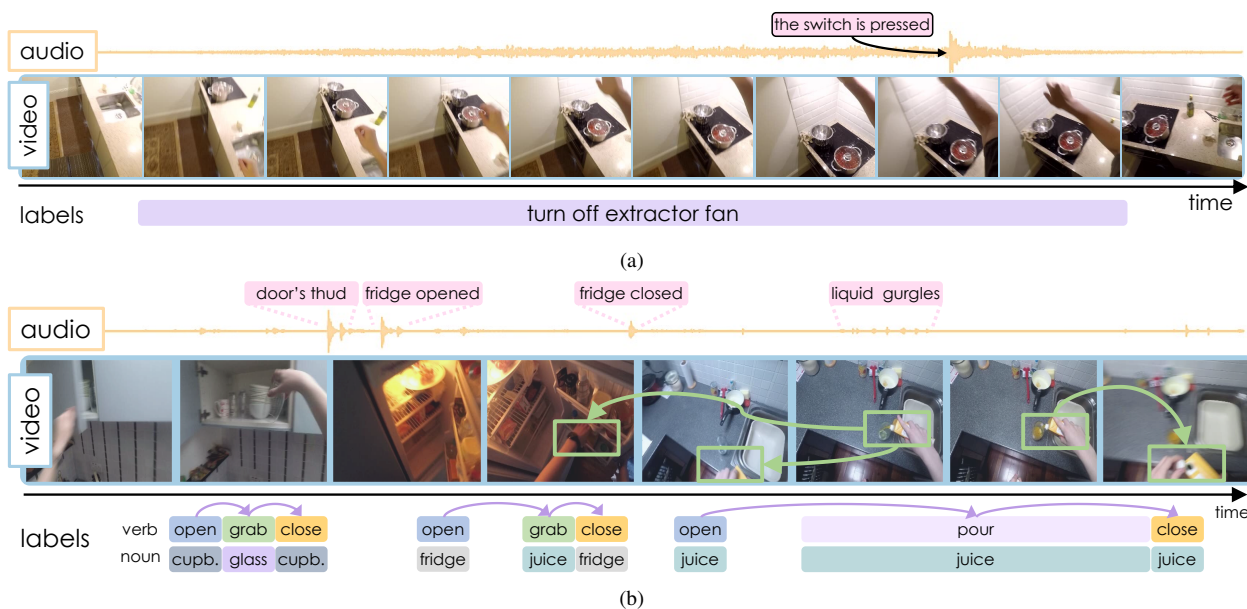 the switch is pressed
audio
video
time
labels
turn off extractor fan
(a)
door's thud fridge opened fridge closed liquid gurgles
audio
video
time
labels
verb open grab close open grab close open pour close
noun cupb. glass cupb. fridge juice fridge juice juice juice
(b)